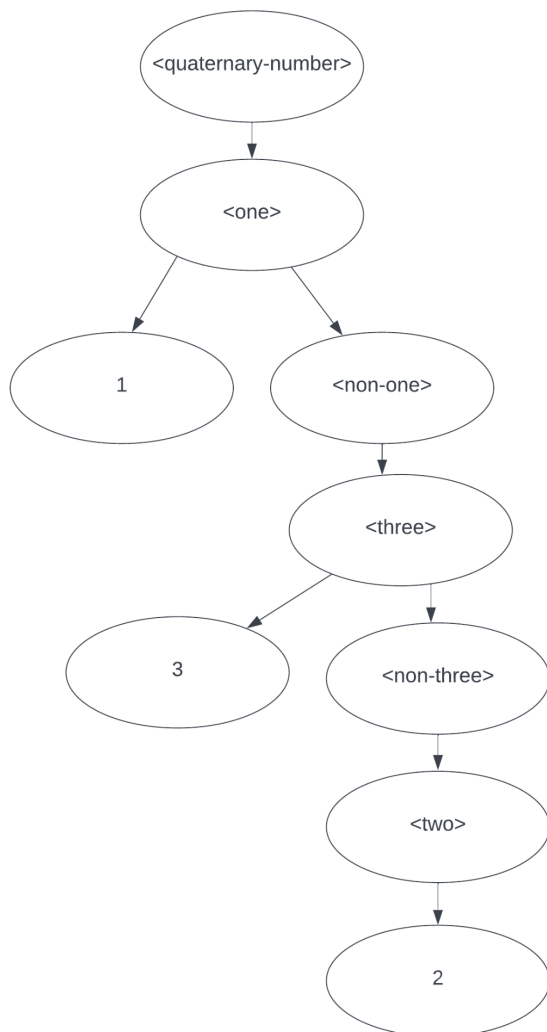 <quaternary-number>
<one>
1
<non-one>
<three>
3
<non-three>
<two>
2